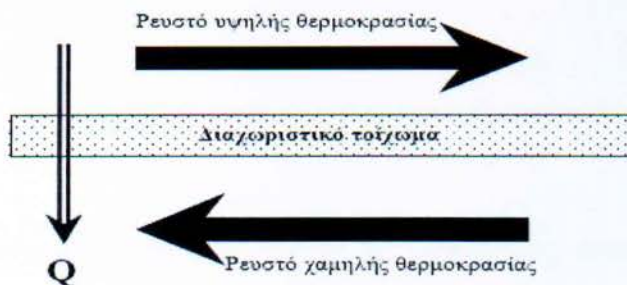 Ρευστό υψηλής θερμοκρασίας
Διαχωριστικό τοίχωμα
Ρευστό χαμηλής θερμοκρασίας
Q